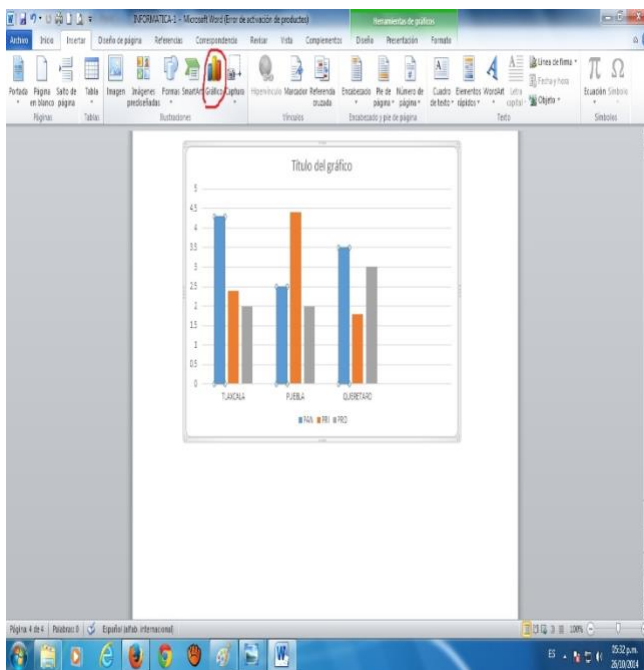 INFORMATICA-1 - Microsoft Word (Error de activación de productos)
Herramientas de gráficos
Archivo Inicio Insertar Diseño de página Referencias Correspondencia Revisar Vista Complementos Diseño Presentación Formato
Portada Página en blanco Salto de página
Tabla
Imagen Imágenes prediseñadas Formas SmartArt Gráfico Captura
Hipervínculo Marcador Referencia cruzada
Encabezado Pie de página Número de página
Cuadro de texto Elementos rápidos WordArt Letra capital
Línea de firma
Fecha y hora
Objeto
Ecuación Símbolo
Páginas Tablas Ilustraciones Vínculos Encabezado y pie de página Texto Símbolos
Título del gráfico
5
4.5
4
3.5
3
2.5
2
1.5
1
0.5
0
TLAXCALA PUEBLA QUERETARO
PAN PRI PRD
Página 4 de 4 Palabras: 0 Español (alfab. internacional) 100%
ES 05:32 p.m.
26/10/2014